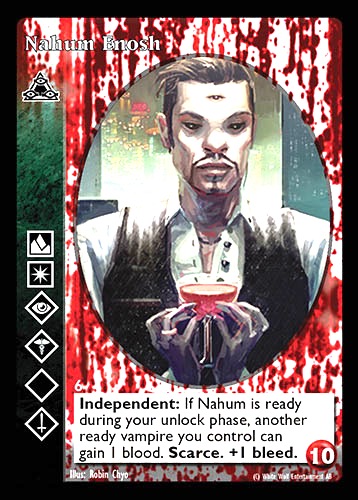 Nahum Enosh
6
Independent: If Nahum is ready
during your unlock phase, another
ready vampire you control can
gain 1 blood. Scarce. +1 bleed.
10
Illus: Robin Chyo
(C) White Wolf Entertainment AB